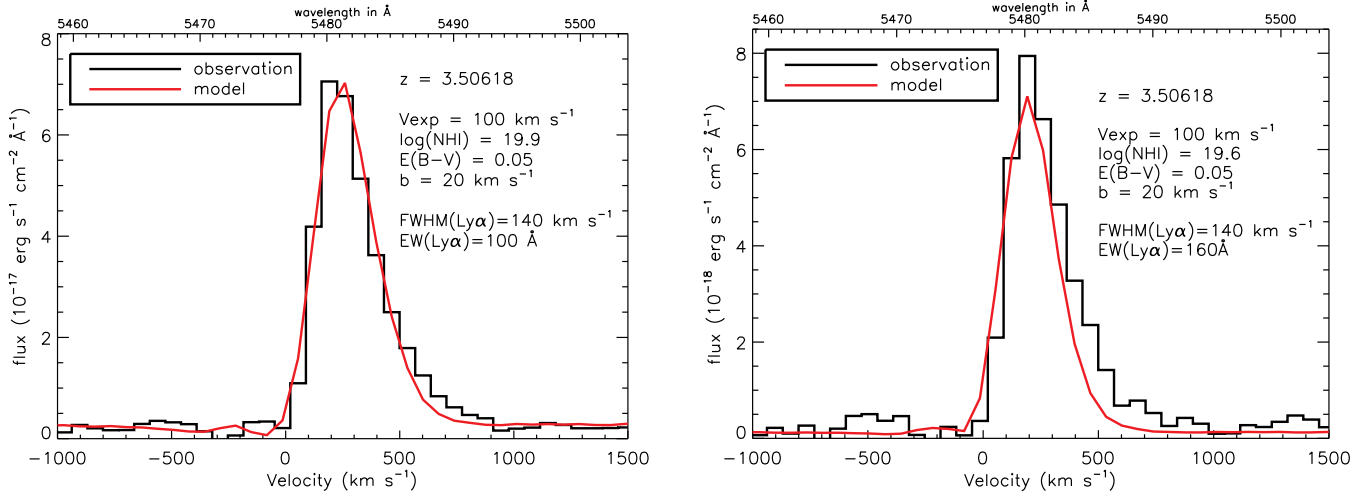 wavelength in Å
5460 5470 5480 5490 5500
8
6
4
2
0
flux (10⁻¹⁷ erg s⁻¹ cm⁻² Å⁻¹)
observation
model
z = 3.50618
Vexp = 100 km s⁻¹
log(NHI) = 19.9
E(B−V) = 0.05
b = 20 km s⁻¹
FWHM(Lyα)=140 km s⁻¹
EW(Lyα)=100 Å
−1000 −500 0 500 1000 1500
Velocity (km s⁻¹)
wavelength in Å
5460 5470 5480 5490 5500
8
6
4
2
0
flux (10⁻¹⁸ erg s⁻¹ cm⁻² Å⁻¹)
observation
model
z = 3.50618
Vexp = 100 km s⁻¹
log(NHI) = 19.6
E(B−V) = 0.05
b = 20 km s⁻¹
FWHM(Lyα)=140 km s⁻¹
EW(Lyα)=160Å
−1000 −500 0 500 1000 1500
Velocity (km s⁻¹)